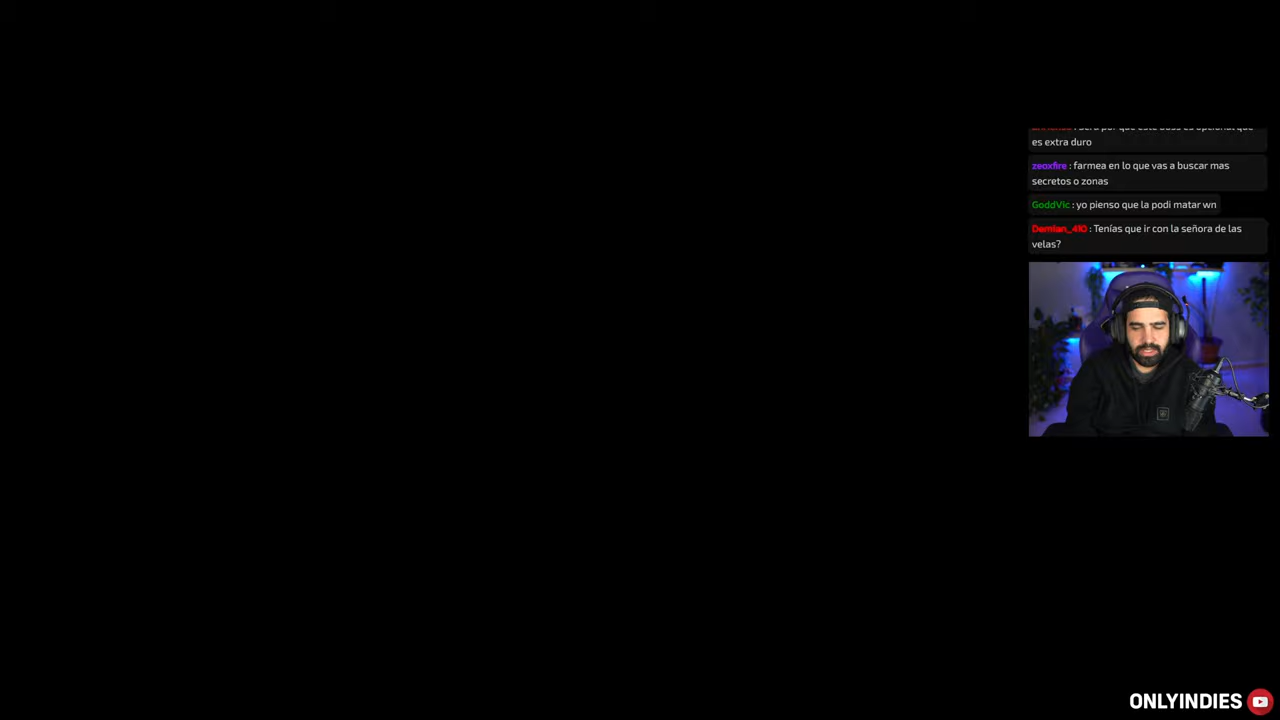 es extra duro
zeoxfire : farmea en lo que vas a buscar mas
secretos o zonas
GoddVic : yo pienso que la podi matar wn
Demian_410 : Tenías que ir con la señora de las
velas?
ONLYINDIES